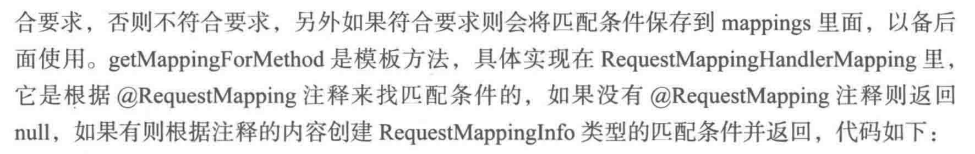 合要求，否则不符合要求，另外如果符合要求则会将匹配条件保存到 mappings 里面，以备后
面使用。getMappingForMethod 是模板方法，具体实现在 RequestMappingHandlerMapping 里，
它是根据 @RequestMapping 注释来找匹配条件的，如果没有 @RequestMapping 注释则返回
null，如果有则根据注释的内容创建 RequestMappingInfo 类型的匹配条件并返回，代码如下：